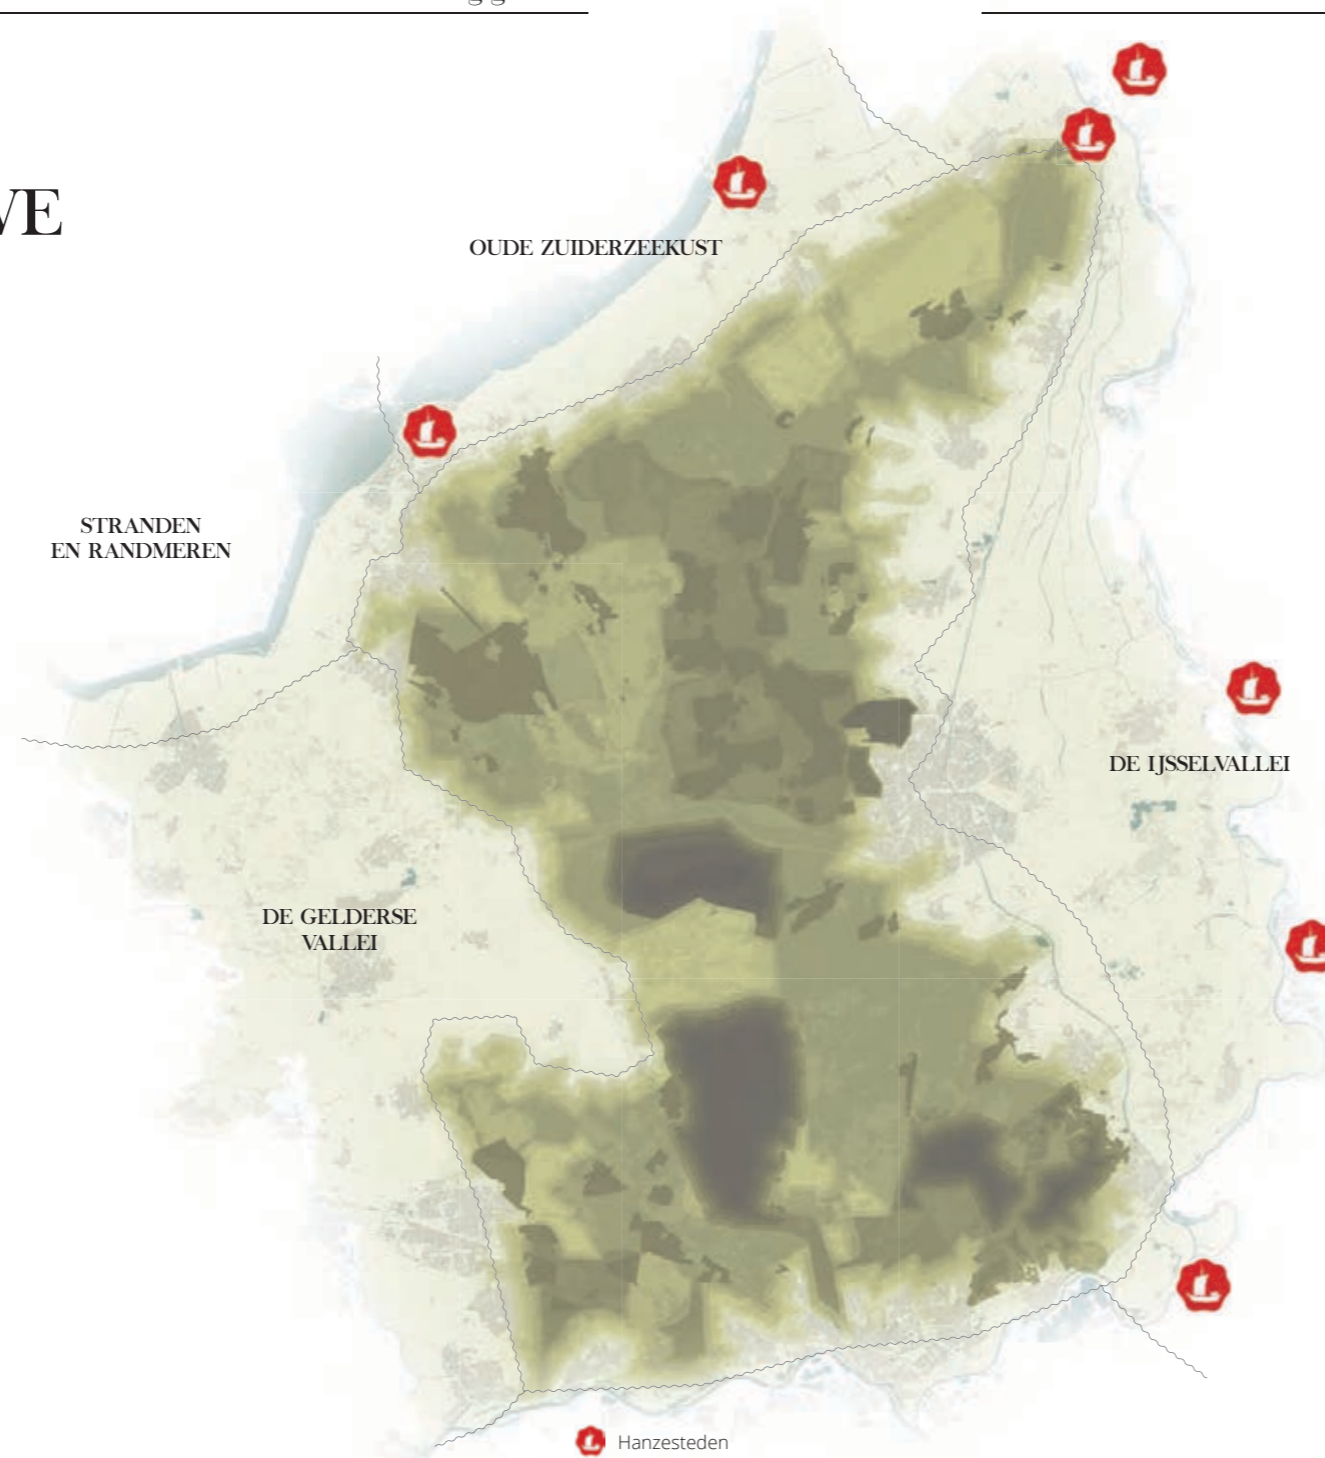 VE
OUDE ZUIDERZEEKUST
STRANDEN
EN RANDMEREN
DE IJSSELVALLEI
DE GELDERSE
VALLEI
Hanzesteden